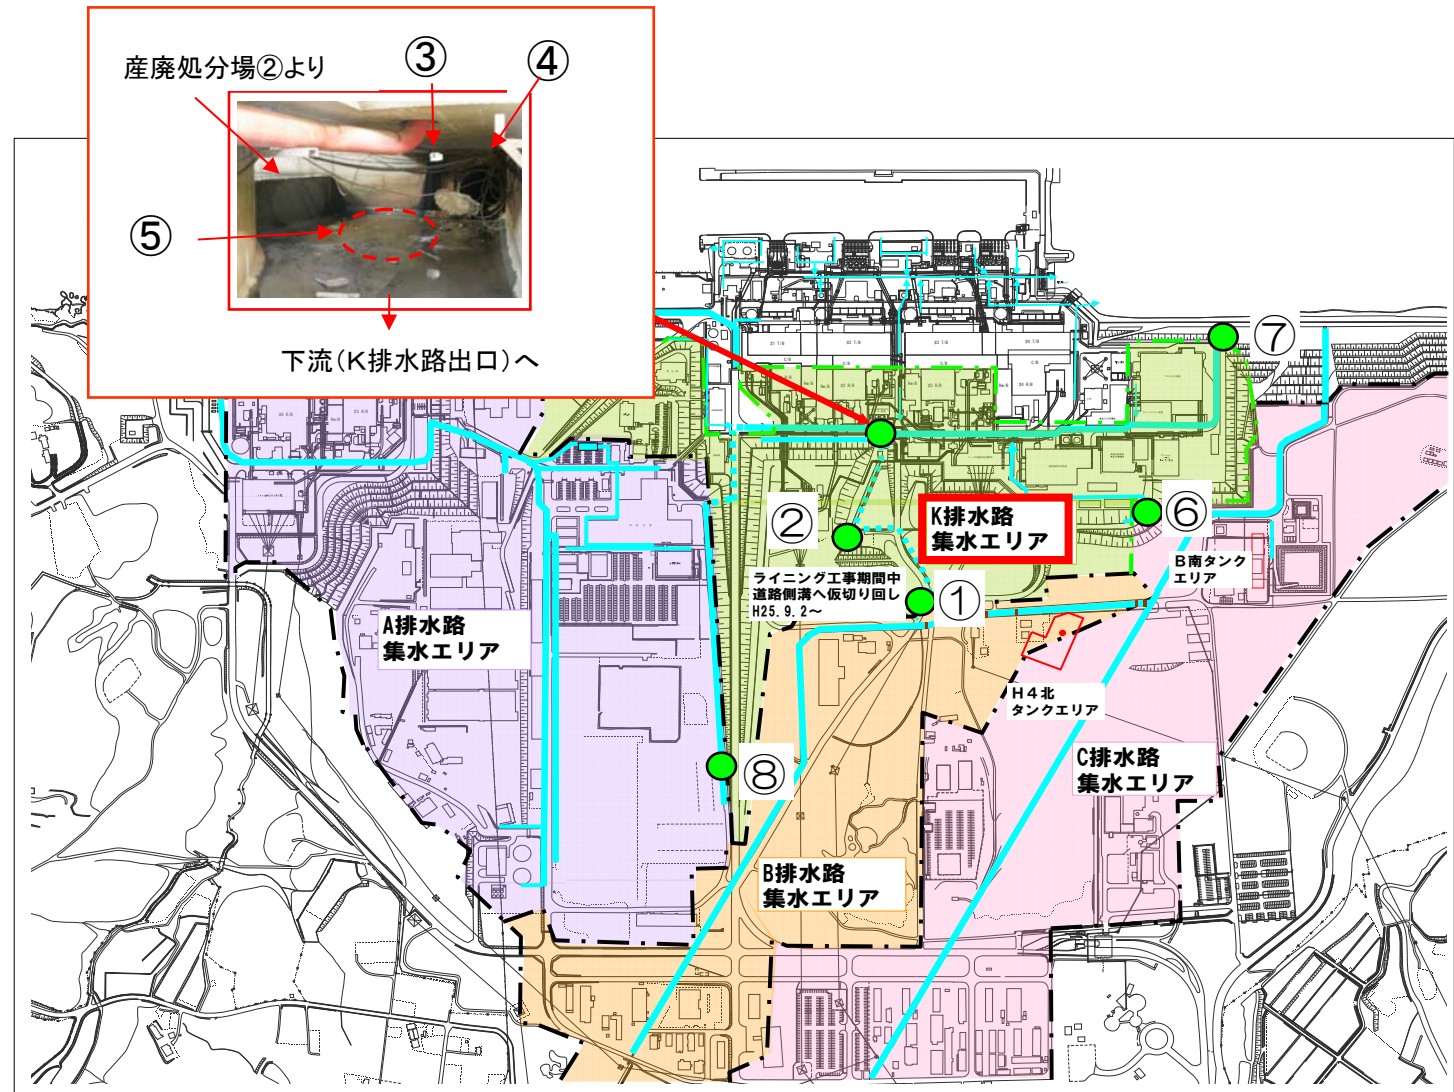 産廃処分場②より
③
④
⑤
下流(K排水路出口)へ
⑦
②
K排水路
集水エリア
⑥
B南タンク
エリア
ライニング工事期間中
道路側溝へ仮切り回し
H25.9.2~
①
A排水路
集水エリア
H4北
タンクエリア
⑧
C排水路
集水エリア
B排水路
集水エリア